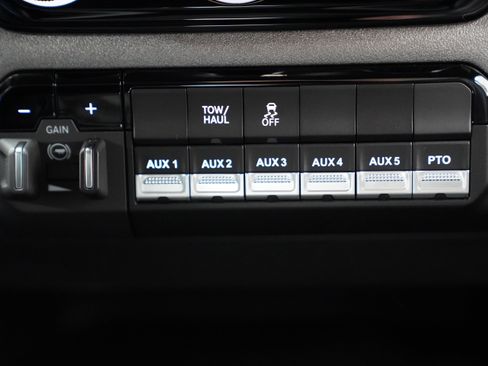 − +
GAIN
TOW/
HAUL
OFF
AUX 1 AUX 2 AUX 3 AUX 4 AUX 5 PTO